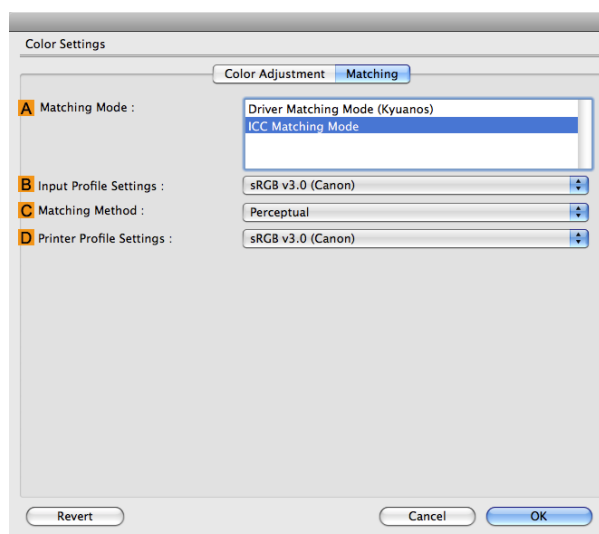 Color Settings
Color Adjustment Matching
A Matching Mode :
Driver Matching Mode (Kyuanos)
ICC Matching Mode
B Input Profile Settings : sRGB v3.0 (Canon)
C Matching Method : Perceptual
D Printer Profile Settings : sRGB v3.0 (Canon)
Revert Cancel OK